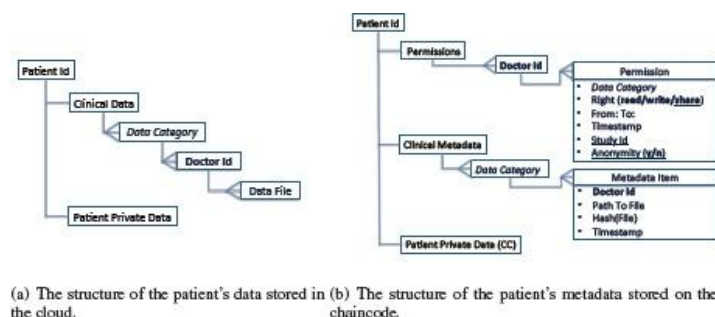 Patient Id
Clinical Data
Data Category
Doctor Id
Data File
Patient Private Data
(a) The structure of the patient's data stored in
the cloud.
Patient Id
Permissions
Doctor Id
Permission
Data Category
Right (read/write/share)
From: To:
Timestamp
Study Id
Anonymity (y/n)
Clinical Metadata
Data Category
Metadata Item
Doctor Id
Path To File
Hash(File)
Timestamp
Patient Private Data (CC)
(b) The structure of the patient's metadata stored on the
chaincode.